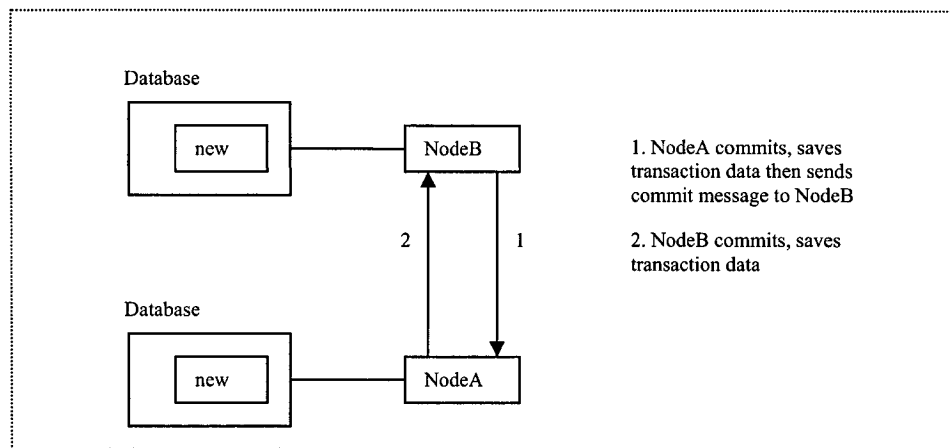 Database
new
NodeB
1. NodeA commits, saves
transaction data then sends
commit message to NodeB
2
1
2. NodeB commits, saves
transaction data
Database
new
NodeA